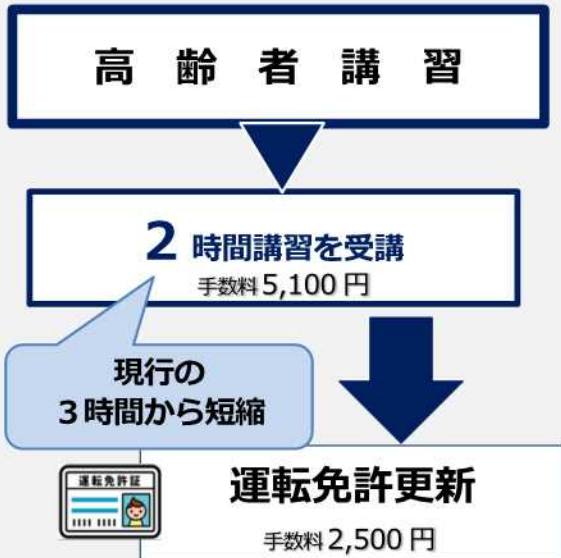 高齢者講習
2時間講習を受講
手数料5,100円
現行の
3時間から短縮
運転免許証
運転免許更新
手数料2,500円